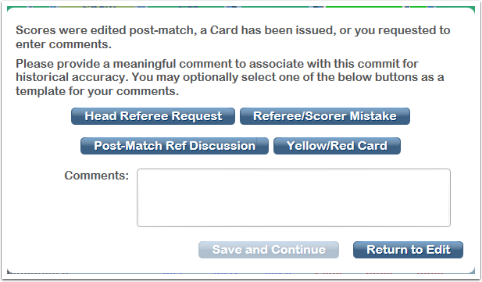 Scores were edited post-match, a Card has been issued, or you requested to
enter comments.
Please provide a meaningful comment to associate with this commit for
historical accuracy. You may optionally select one of the below buttons as a
template for your comments.
Head Referee Request Referee/Scorer Mistake
Post-Match Ref Discussion Yellow/Red Card
Comments:
Save and Continue Return to Edit